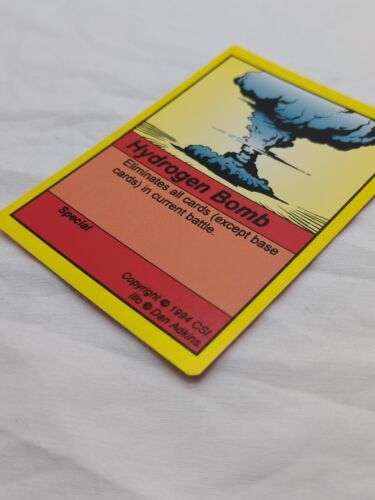 Hydrogen Bomb
Eliminates all cards (except base
cards) in current battle.
Special
Copyright © 1994 CSI.
Illo © Dan Adkins.